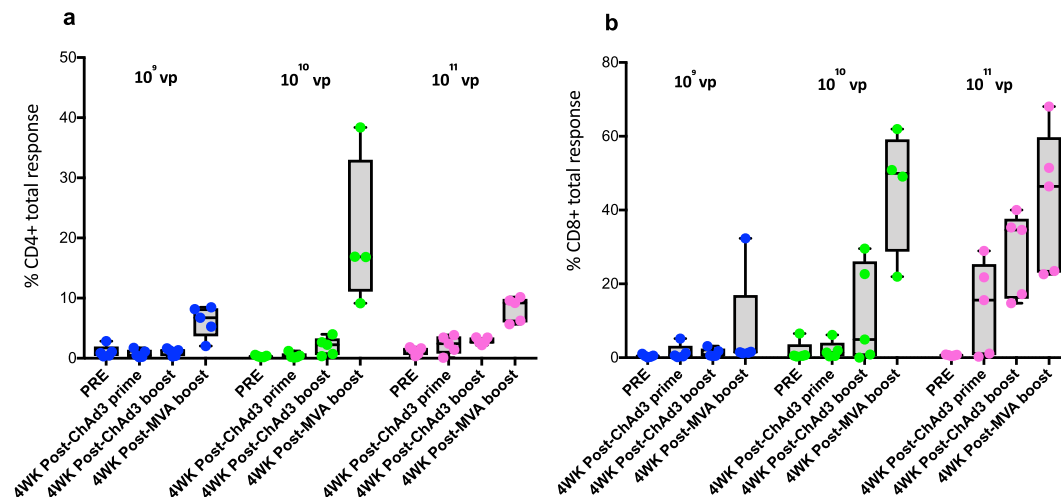 a
50
40
30
20
10
0
% CD4+ total response
10⁹ vp
10¹⁰ vp
10¹¹ vp
PRE
4WK Post-ChAd3 prime
4WK Post-ChAd3 boost
4WK Post-MVA boost
PRE
4WK Post-ChAd3 prime
4WK Post-ChAd3 boost
4WK Post-MVA boost
PRE
4WK Post-ChAd3 prime
4WK Post-ChAd3 boost
4WK Post-MVA boost
b
80
60
40
20
0
% CD8+ total response
10⁹ vp
10¹⁰ vp
10¹¹ vp
PRE
4WK Post-ChAd3 prime
4WK Post-ChAd3 boost
4WK Post-MVA boost
PRE
4WK Post-ChAd3 prime
4WK Post-ChAd3 boost
4WK Post-MVA boost
PRE
4WK Post-ChAd3 prime
4WK Post-ChAd3 boost
4WK Post-MVA boost